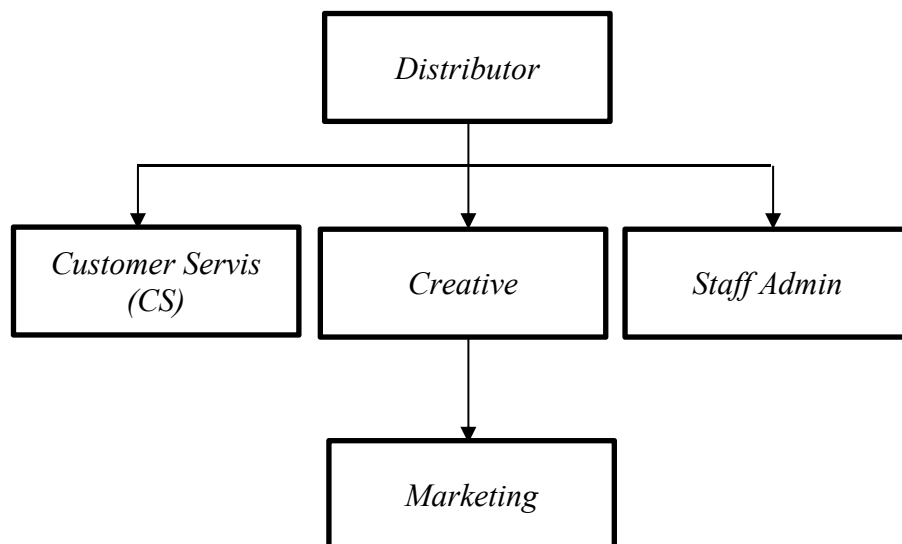 Distributor
Customer Servis
(CS)
Creative
Staff Admin
Marketing